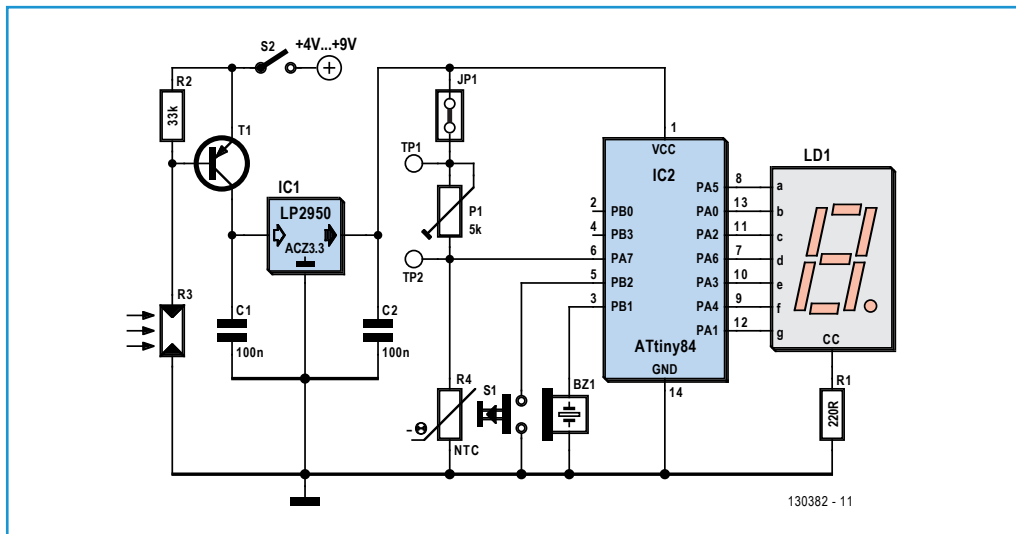 S2
+4V...+9V
R2
33k
T1
IC1
LP2950
ACZ3.3
R3
C1
100n
C2
100n
JP1
TP1
P1
5k
TP2
R4
NTC
S1
BZ1
1
VCC
IC2
2
PB0
4
PB3
6
PA7
5
PB2
3
PB1
PA5
8
a
PA0
13
b
PA2
11
c
PA6
7
d
PA3
10
e
PA4
9
f
PA1
12
g
ATtiny84
GND
14
LD1
CC
R1
220R
130382 - 11